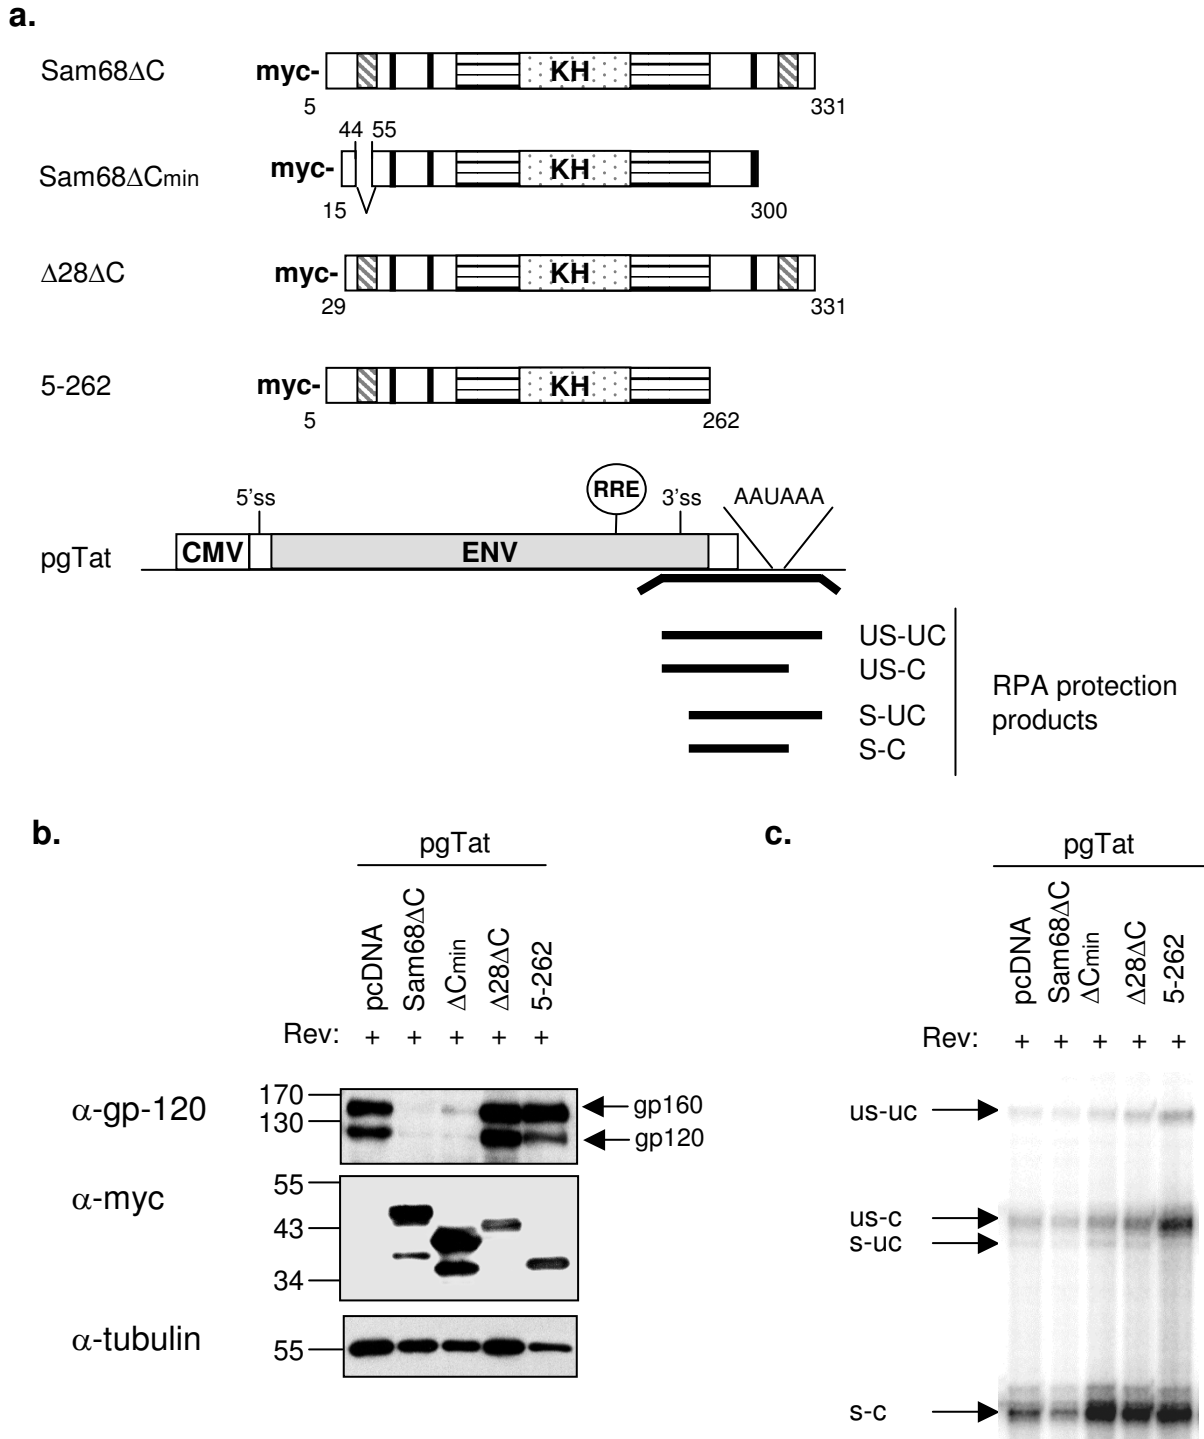 a.
Sam68ΔC myc- KH
5 331
44 55
Sam68ΔCmin myc- KH
15 300
Δ28ΔC myc- KH
29 331
5-262 myc- KH
5 262
5'ss RRE 3'ss AAUAAA
pgTat CMV ENV
US-UC
US-C
S-UC
S-C
RPA protection
products
b.
pgTat
pcDNA
Sam68ΔC
ΔCmin
Δ28ΔC
5-262
Rev: + + + + +
α-gp-120
170
130
gp160
gp120
α-myc
55
43
34
α-tubulin
55
c.
pgTat
pcDNA
Sam68ΔC
ΔCmin
Δ28ΔC
5-262
Rev: + + + + +
us-uc
us-c
s-uc
s-c